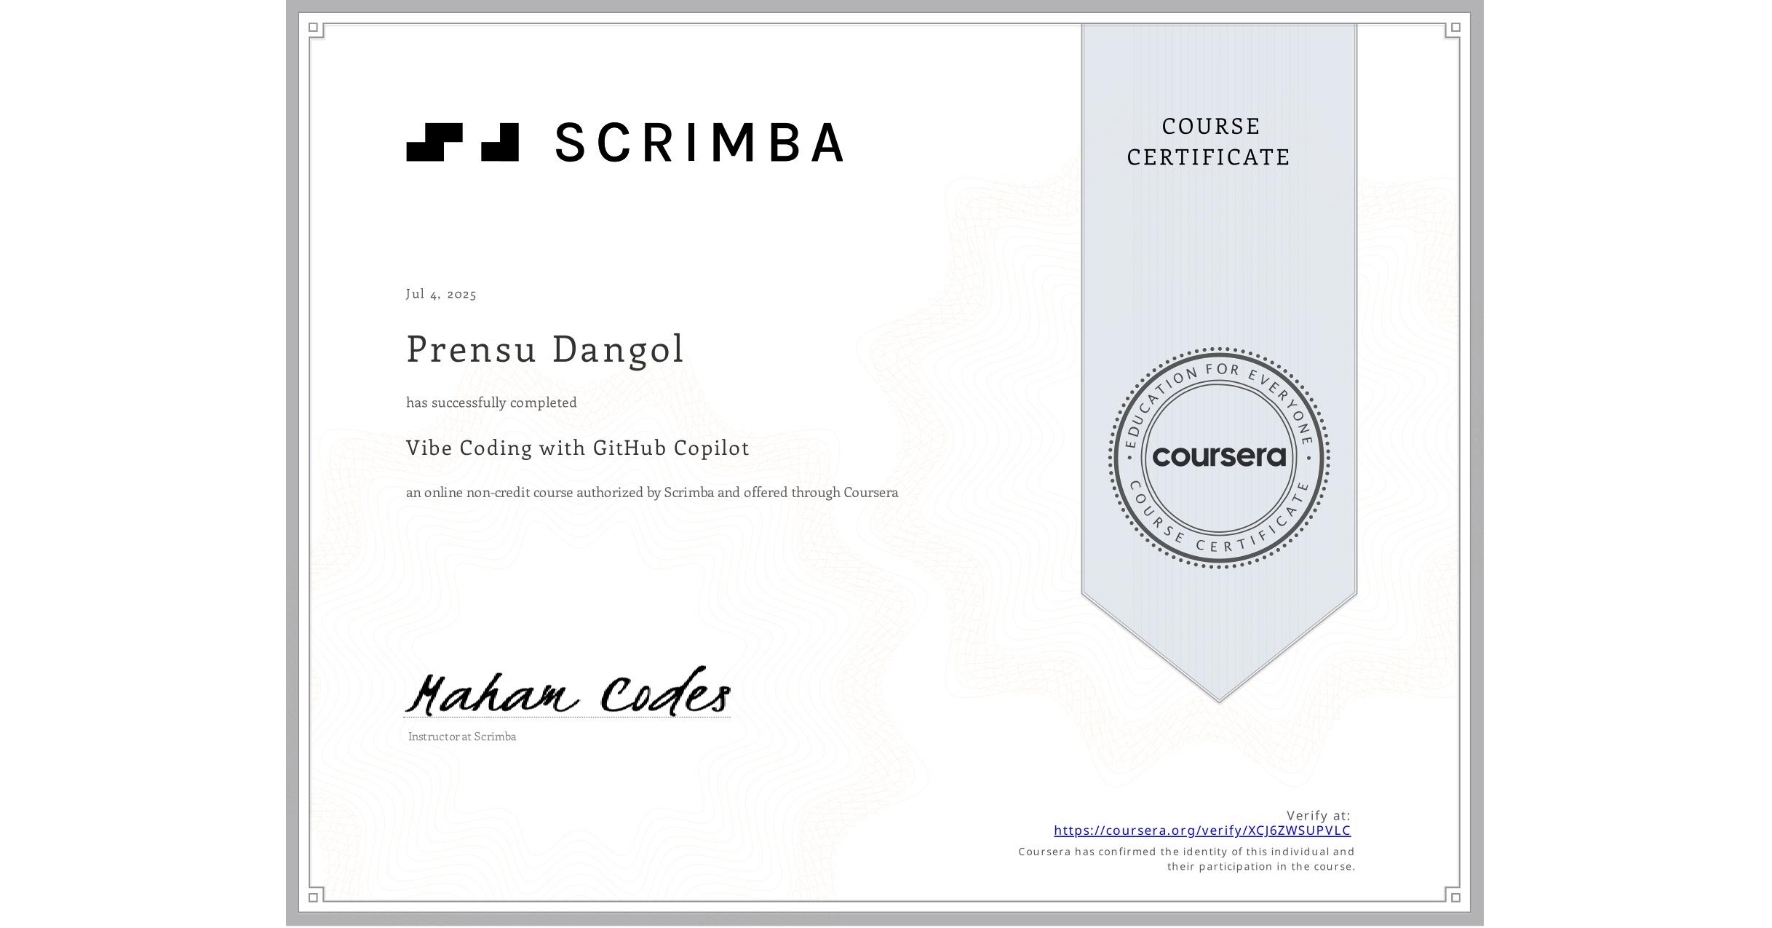 SCRIMBA
COURSE
CERTIFICATE
Jul 4, 2025
Prensu Dangol
has successfully completed
Vibe Coding with GitHub Copilot
an online non-credit course authorized by Scrimba and offered through Coursera
EDUCATION FOR EVERYONE
coursera
COURSE CERTIFICATE
Maham Codes
Instructor at Scrimba
Verify at:
https://coursera.org/verify/XCJ6ZWSUPVLC
Coursera has confirmed the identity of this individual and
their participation in the course.